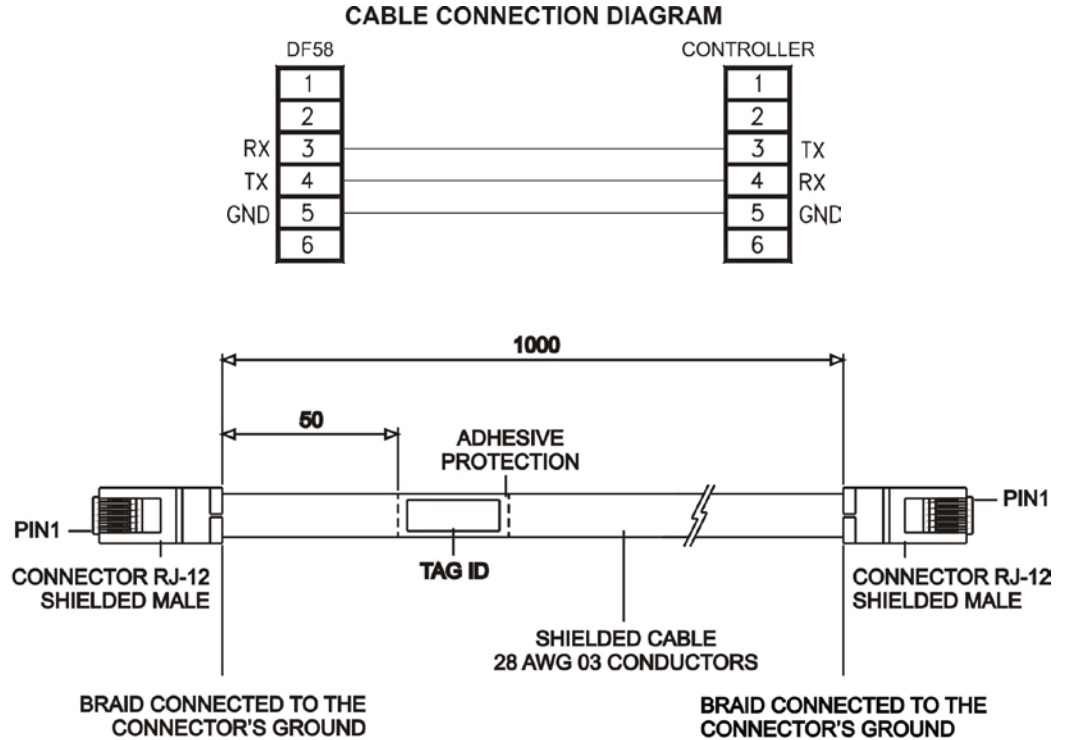 CABLE CONNECTION DIAGRAM
DF58
CONTROLLER
1
1
2
2
RX 3
3 TX
TX 4
4 RX
GND 5
5 GND
6
6
1000
50
ADHESIVE
PROTECTION
PIN1
PIN1
TAG ID
CONNECTOR RJ-12
SHIELDED MALE
CONNECTOR RJ-12
SHIELDED MALE
SHIELDED CABLE
28 AWG 03 CONDUCTORS
BRAID CONNECTED TO THE
CONNECTOR'S GROUND
BRAID CONNECTED TO THE
CONNECTOR'S GROUND